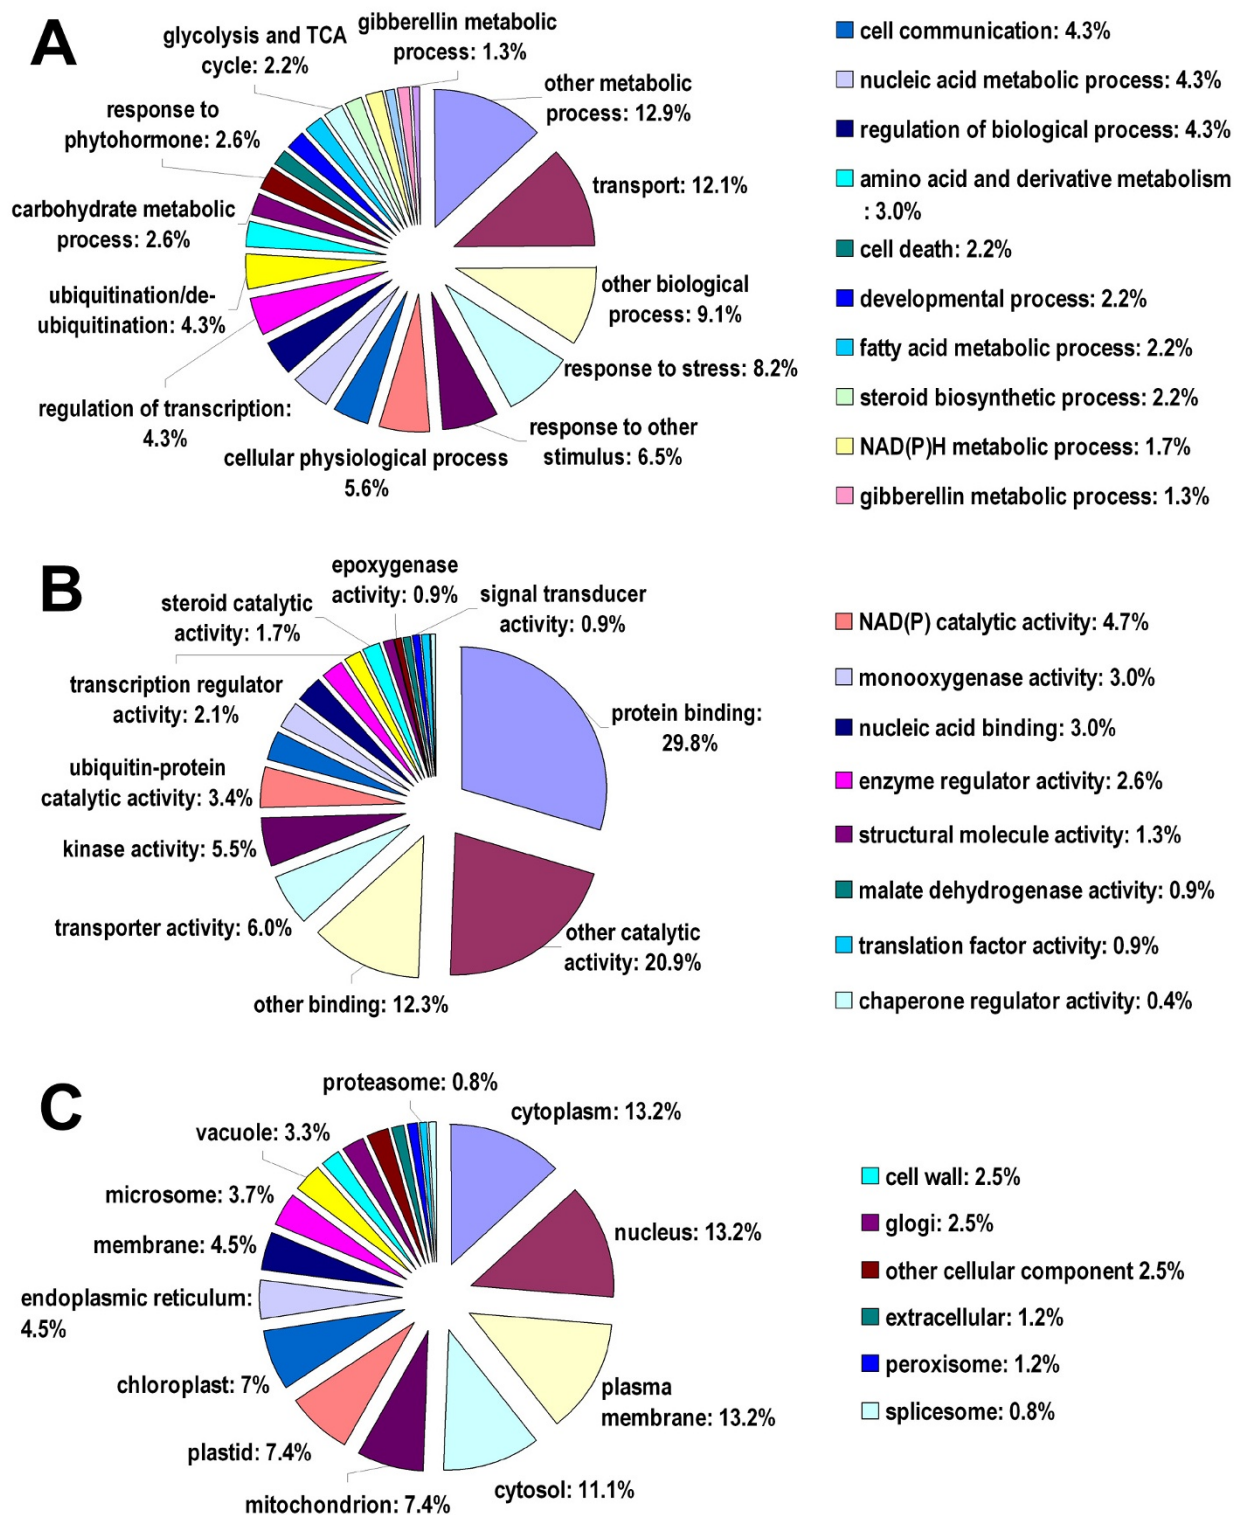 A
glycolysis and TCA
cycle: 2.2%
gibberellin metabolic
process: 1.3%
other metabolic
process: 12.9%
response to
phytohormone: 2.6%
transport: 12.1%
carbohydrate metabolic
process: 2.6%
other biological
process: 9.1%
ubiquitination/de-
ubiquitination: 4.3%
response to stress: 8.2%
regulation of transcription:
4.3%
response to other
stimulus: 6.5%
cellular physiological process
5.6%
cell communication: 4.3%
nucleic acid metabolic process: 4.3%
regulation of biological process: 4.3%
amino acid and derivative metabolism
: 3.0%
cell death: 2.2%
developmental process: 2.2%
fatty acid metabolic process: 2.2%
steroid biosynthetic process: 2.2%
NAD(P)H metabolic process: 1.7%
gibberellin metabolic process: 1.3%
B
epoxygenase
activity: 0.9%
steroid catalytic
activity: 1.7%
signal transducer
activity: 0.9%
transcription regulator
activity: 2.1%
protein binding:
29.8%
ubiquitin-protein
catalytic activity: 3.4%
kinase activity: 5.5%
transporter activity: 6.0%
other catalytic
activity: 20.9%
other binding: 12.3%
NAD(P) catalytic activity: 4.7%
monooxygenase activity: 3.0%
nucleic acid binding: 3.0%
enzyme regulator activity: 2.6%
structural molecule activity: 1.3%
malate dehydrogenase activity: 0.9%
translation factor activity: 0.9%
chaperone regulator activity: 0.4%
C
proteasome: 0.8%
cytoplasm: 13.2%
vacuole: 3.3%
microsome: 3.7%
nucleus: 13.2%
membrane: 4.5%
endoplasmic reticulum:
4.5%
chloroplast: 7%
plasma
membrane: 13.2%
plastid: 7.4%
cytosol: 11.1%
mitochondrion: 7.4%
cell wall: 2.5%
glogi: 2.5%
other cellular component 2.5%
extracellular: 1.2%
peroxisome: 1.2%
splicesome: 0.8%